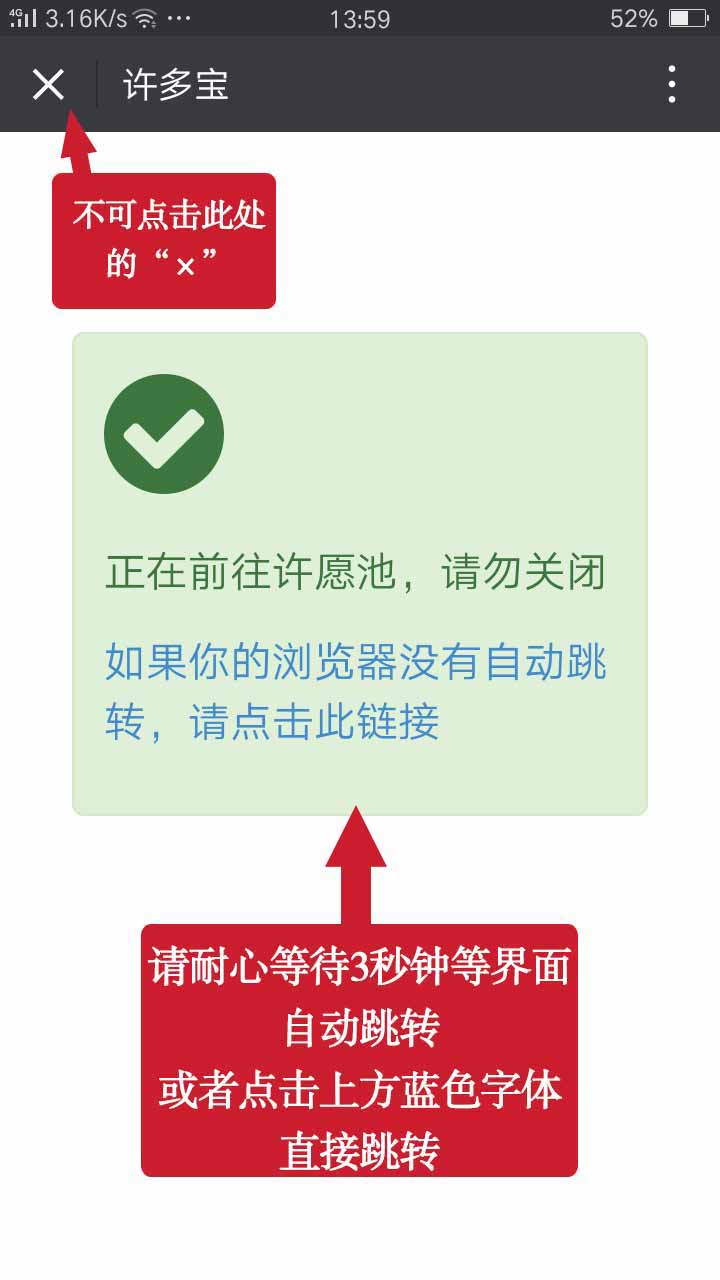 4G 3.16K/s ··· 13:59 52%
许多宝
不可点击此处
的“×”
正在前往许愿池，请勿关闭
如果你的浏览器没有自动跳
转，请点击此链接
请耐心等待3秒钟等界面
自动跳转
或者点击上方蓝色字体
直接跳转